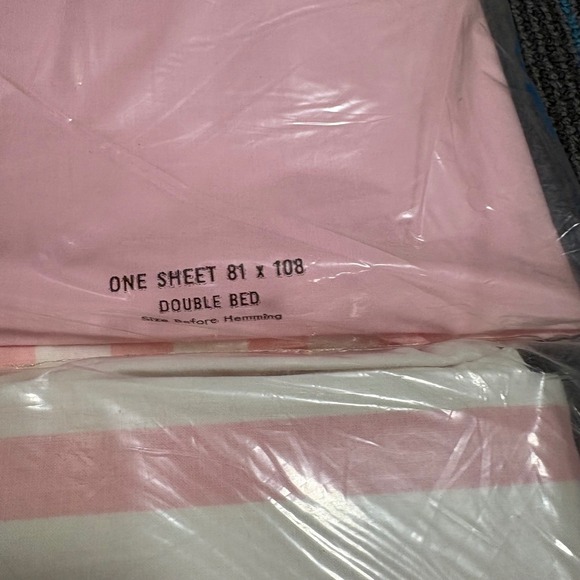 ONE SHEET 81 x 108
DOUBLE BED
Size Before Hemming